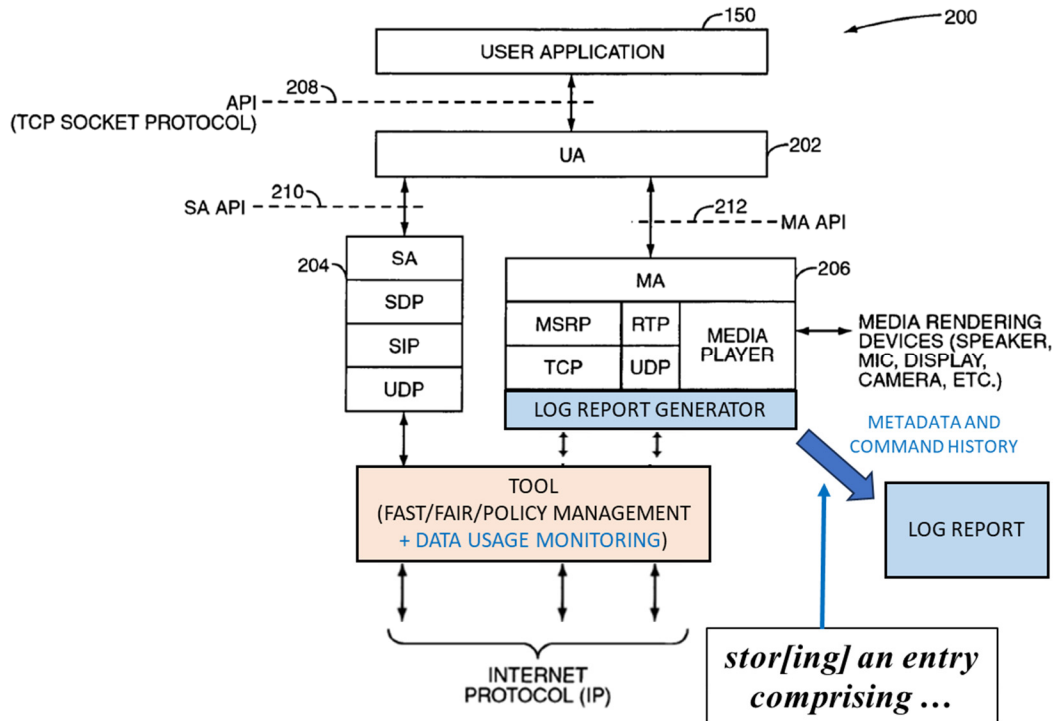 150
200
USER APPLICATION
208
API
(TCP SOCKET PROTOCOL)
UA
202
210
SA API
212
MA API
204
SA
SDP
SIP
UDP
206
MA
MSRP
RTP
TCP
UDP
MEDIA
PLAYER
MEDIA RENDERING
DEVICES (SPEAKER,
MIC, DISPLAY,
CAMERA, ETC.)
LOG REPORT GENERATOR
METADATA AND
COMMAND HISTORY
TOOL
(FAST/FAIR/POLICY MANAGEMENT
+ DATA USAGE MONITORING)
LOG REPORT
INTERNET
PROTOCOL (IP)
stor[ing] an entry
comprising …